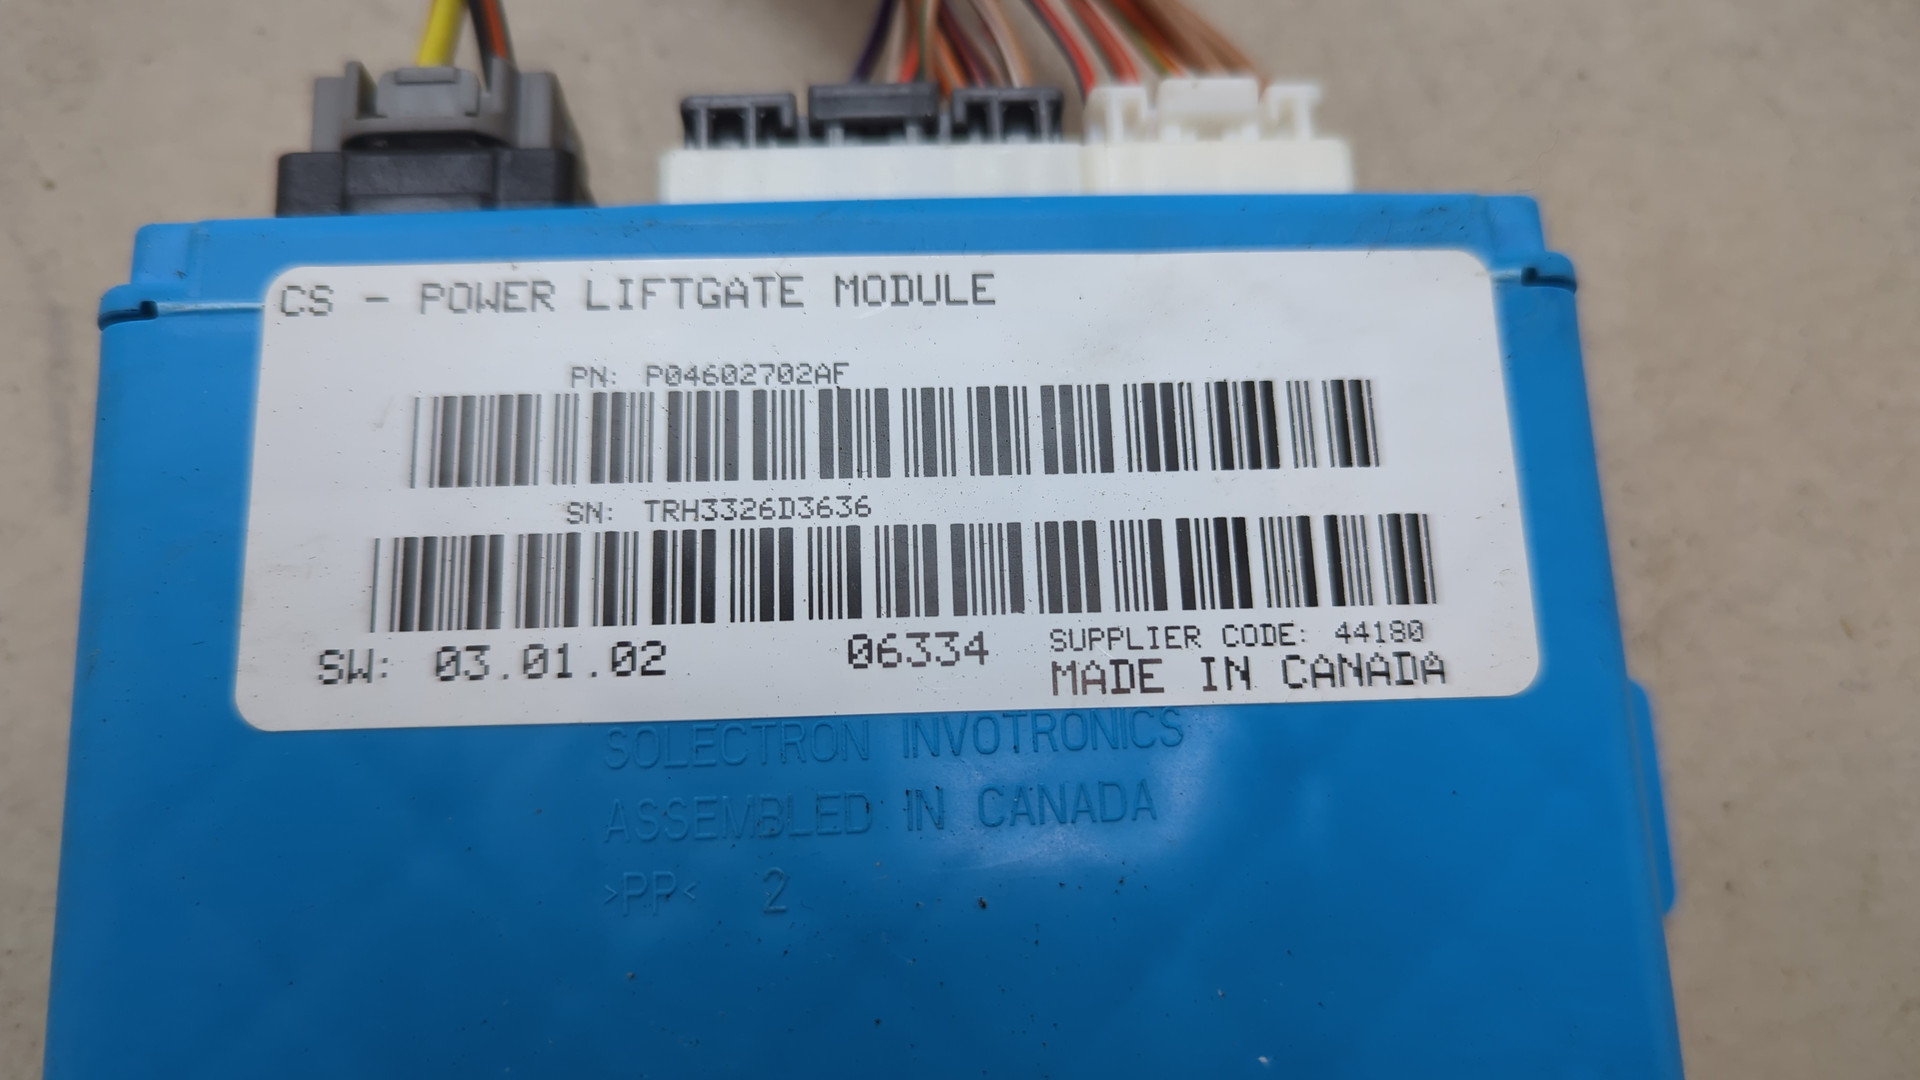 CS - POWER LIFTGATE MODULE
PN: P04602702AF
SN: TRH3326D3636
SW: 03.01.02 06334 SUPPLIER CODE: 44180
MADE IN CANADA
SOLECTRON INVOTRONICS
ASSEMBLED IN CANADA
>PP< 2